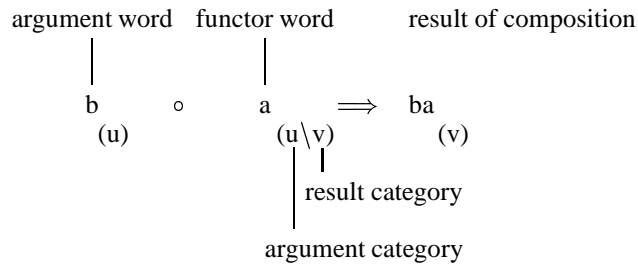 argument word functor word result of composition
b ∘ a ⟹ ba
(u) (u\v) (v)
result category
argument category